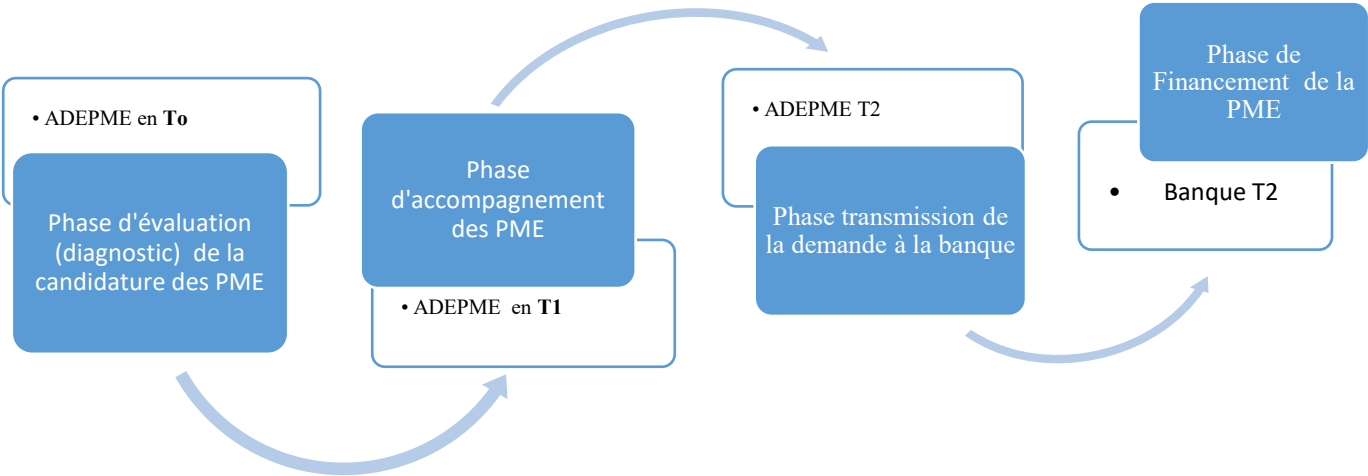 • ADEPME en To
Phase d'évaluation
(diagnostic) de la
candidature des PME
Phase
d'accompagnement
des PME
• ADEPME en T1
• ADEPME T2
Phase transmission de
la demande à la banque
Phase de
Financement de la
PME
• Banque T2